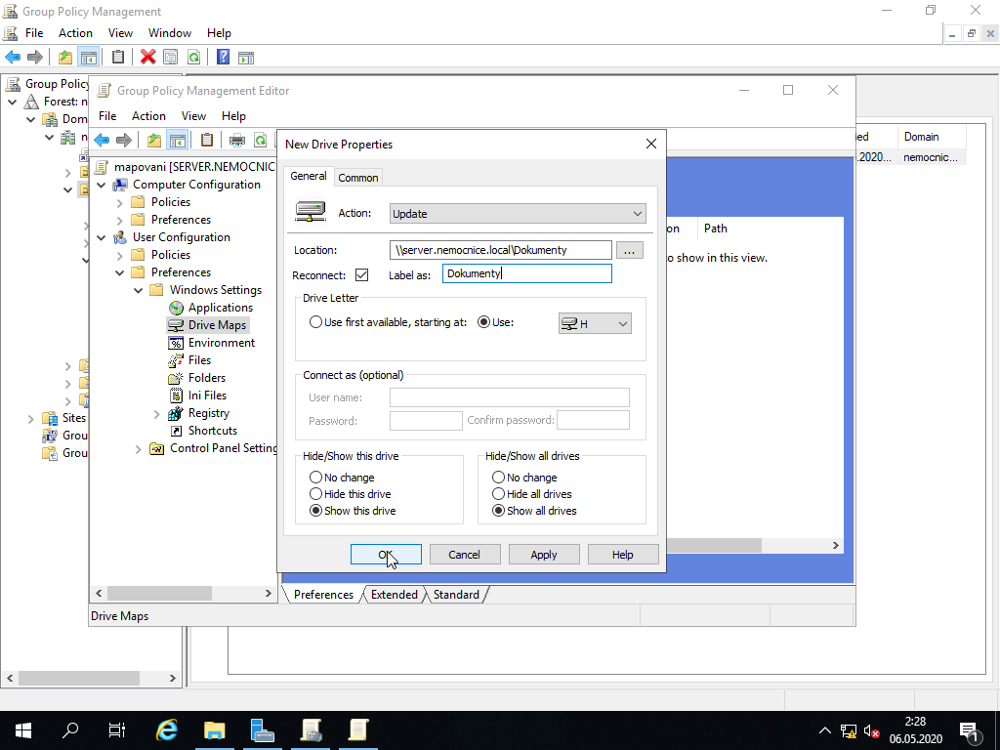 Group Policy Management
File Action View Window Help
Group Policy
Forest: n
Dom
n
Sites
Grou
Grou
Group Policy Management Editor
File Action View Help
mapovani [SERVER.NEMOCNIC
Computer Configuration
Policies
Preferences
User Configuration
Policies
Preferences
Windows Settings
Applications
Drive Maps
Environment
Files
Folders
Ini Files
Registry
Shortcuts
Control Panel Setting
New Drive Properties
General Common
Action: Update
Location: \\server.nemocnice.local\Dokumenty ...
Reconnect: Label as: Dokumenty
Drive Letter
Use first available, starting at: Use: H
Connect as (optional)
User name:
Password: Confirm password:
Hide/Show this drive
No change
Hide this drive
Show this drive
Hide/Show all drives
No change
Hide all drives
Show all drives
OK Cancel Apply Help
on Path
o show in this view.
ed Domain
.2020... nemocnic...
Preferences Extended Standard
Drive Maps
2:28
06.05.2020
1